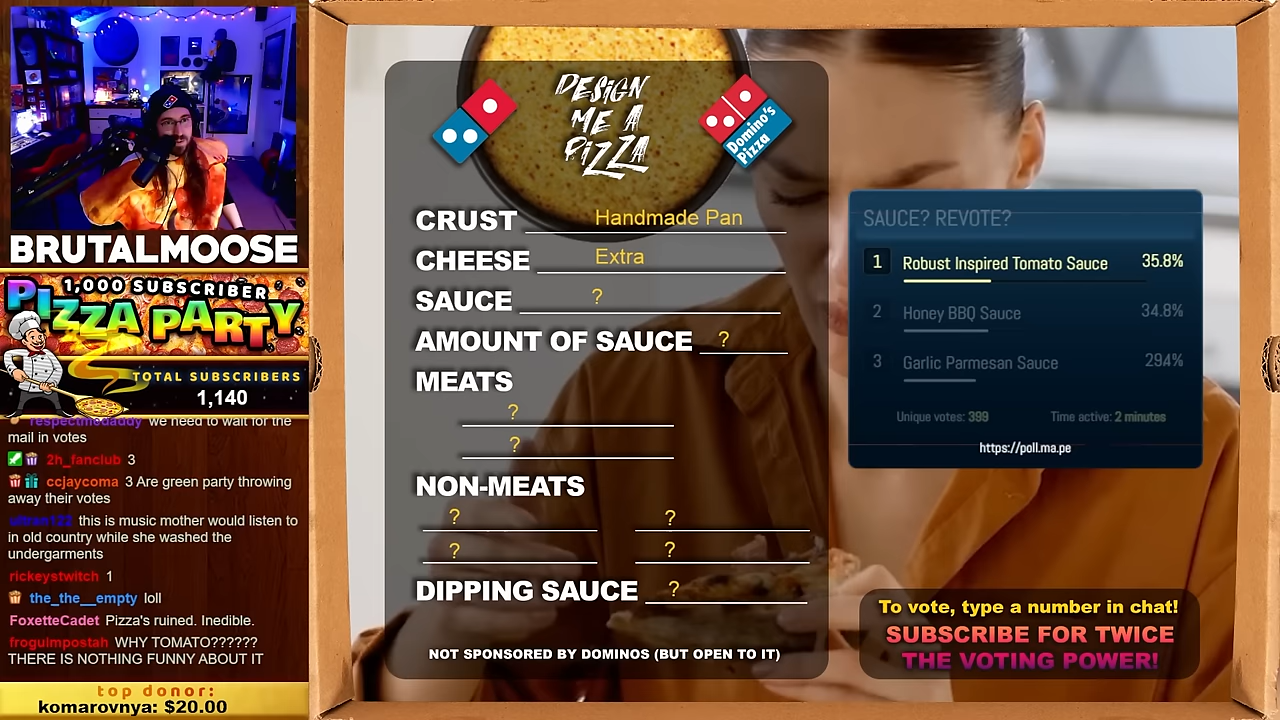 BRUTALMOOSE
1,000 SUBSCRIBER
PIZZA PARTY
TOTAL SUBSCRIBERS
1,140
respectmedaddy we need to wait for the
mail in votes
2h_fanclub 3
ccjaycoma 3 Are green party throwing
away their votes
this is music mother would listen to
in old country while she washed the
undergarments
rickeystwitch 1
the_the__empty loll
FoxetteCadet Pizza's ruined. Inedible.
frogulmpostah WHY TOMATO??????
THERE IS NOTHING FUNNY ABOUT IT
top donor:
komarovnya: $20.00
DESIGN
ME A
PIZZA
Domino's
Pizza
CRUST Handmade Pan
CHEESE Extra
SAUCE ?
AMOUNT OF SAUCE ?
MEATS
?
?
NON-MEATS
? ?
? ?
DIPPING SAUCE ?
NOT SPONSORED BY DOMINOS (BUT OPEN TO IT)
SAUCE? REVOTE?
1 Robust Inspired Tomato Sauce 35.8%
2 Honey BBQ Sauce 34.8%
3 Garlic Parmesan Sauce 29.4%
Unique votes: 399 Time active: 2 minutes
https://poll.ma.pe
To vote, type a number in chat!
SUBSCRIBE FOR TWICE
THE VOTING POWER!